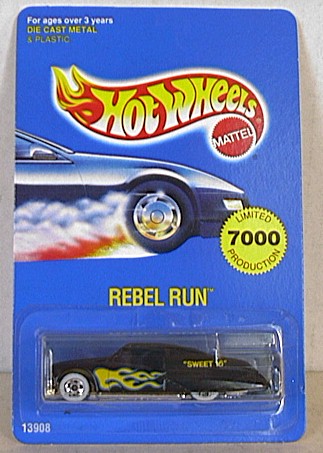 For ages over 3 years
DIE CAST METAL
& PLASTIC
Hot Wheels
MATTEL
LIMITED
7000
PRODUCTION
REBEL RUN™
"SWEET 16"
13908